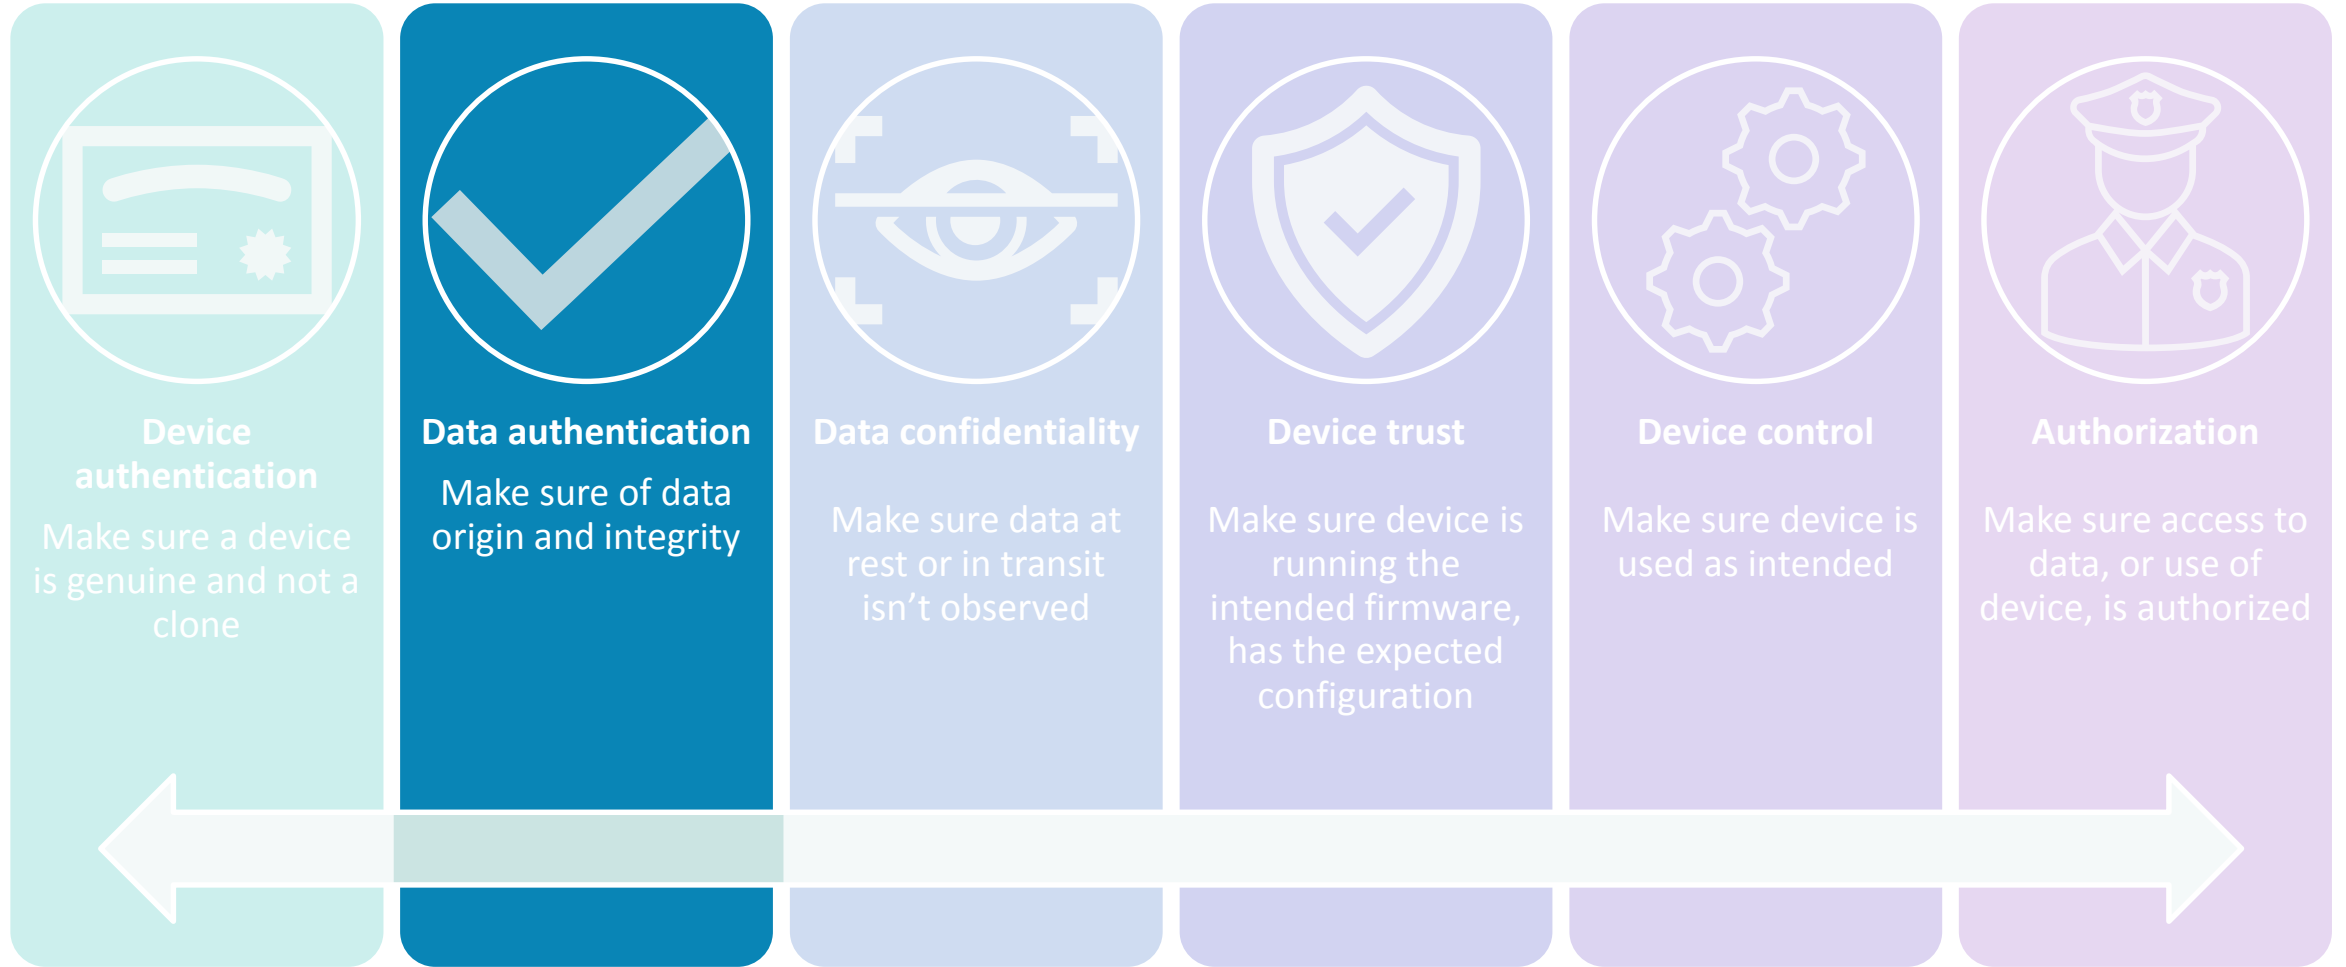 Device
authentication
Make sure a device
is genuine and not a
clone
Data authentication
Make sure of data
origin and integrity
Data confidentiality
Make sure data at
rest or in transit
isn’t observed
Device trust
Make sure device is
running the
intended firmware,
has the expected
configuration
Device control
Make sure device is
used as intended
Authorization
Make sure access to
data, or use of
device, is authorized